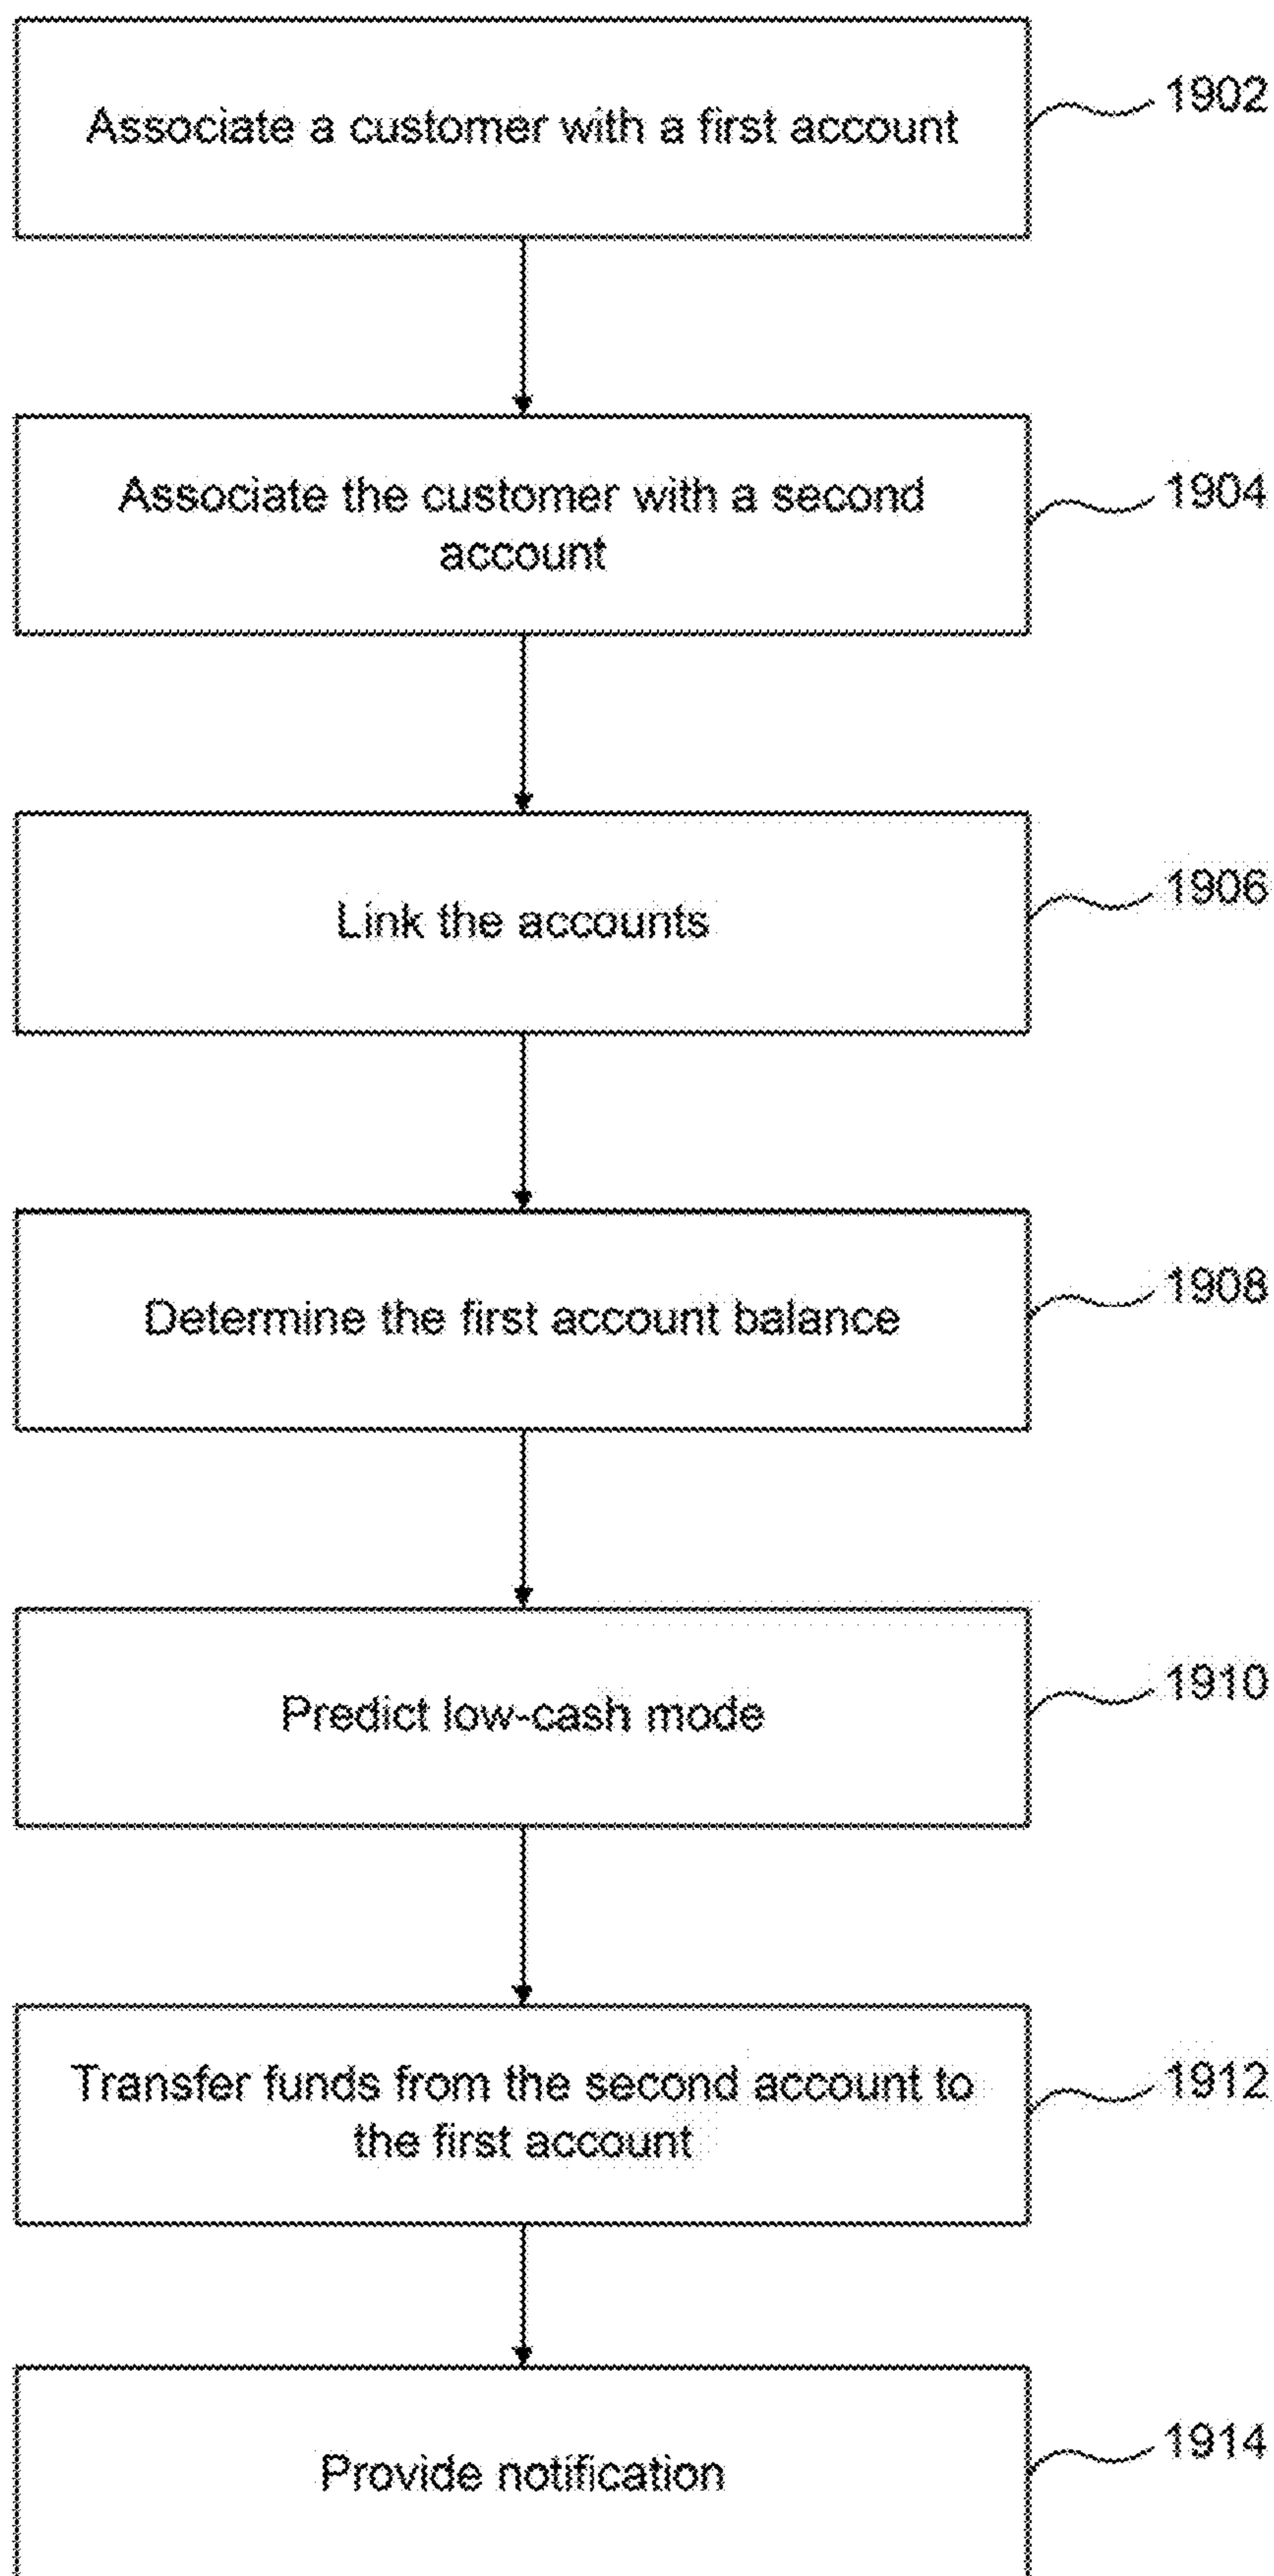 Associate a customer with a first account
1902
Associate the customer with a second
account
1904
Link the accounts
1906
Determine the first account balance
1908
Predict low-cash mode
1910
Transfer funds from the second account to
the first account
1912
Provide notification
1914